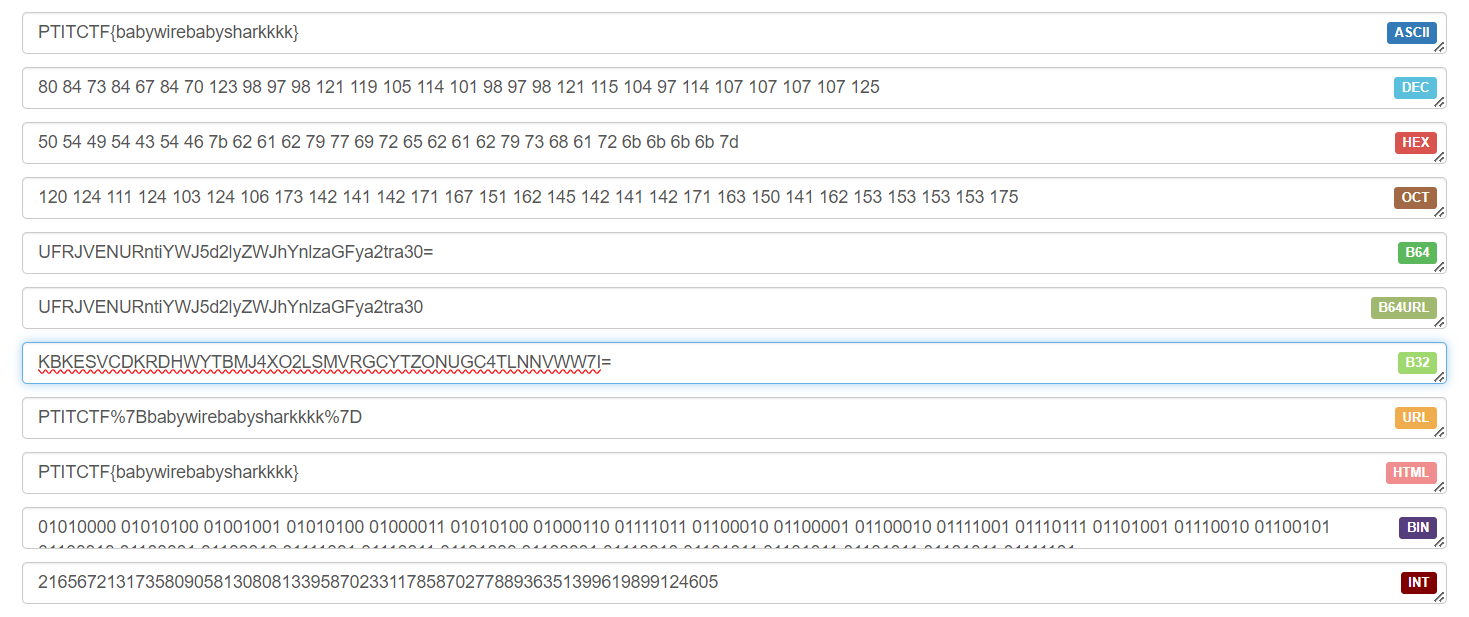 PTITCTF{babywirebabysharkkkk}
ASCII
80 84 73 84 67 84 70 123 98 97 98 121 119 105 114 101 98 97 98 121 115 104 97 114 107 107 107 107 125
DEC
50 54 49 54 43 54 46 7b 62 61 62 79 77 69 72 65 62 61 62 79 73 68 61 72 6b 6b 6b 6b 7d
HEX
120 124 111 124 103 124 106 173 142 141 142 171 167 151 162 145 142 141 142 171 163 150 141 162 153 153 153 153 175
OCT
UFRJVENURntiYWJ5d2lyZWJhYnlzaGFya2tra30=
B64
UFRJVENURntiYWJ5d2lyZWJhYnlzaGFya2tra30
B64URL
KBKESVCDKRDHWYTBMJ4XO2LSMVRGCYTZONUGC4TLNNVWW7I=
B32
PTITCTF%7Bbabywirebabysharkkkk%7D
URL
PTITCTF{babywirebabysharkkkk}
HTML
01010000 01010100 01001001 01010100 01000011 01010100 01000110 01111011 01100010 01100001 01100010 01111001 01110111 01101001 01110010 01100101
BIN
2165672131735809058130808133958702331178587027788936351399619899124605
INT